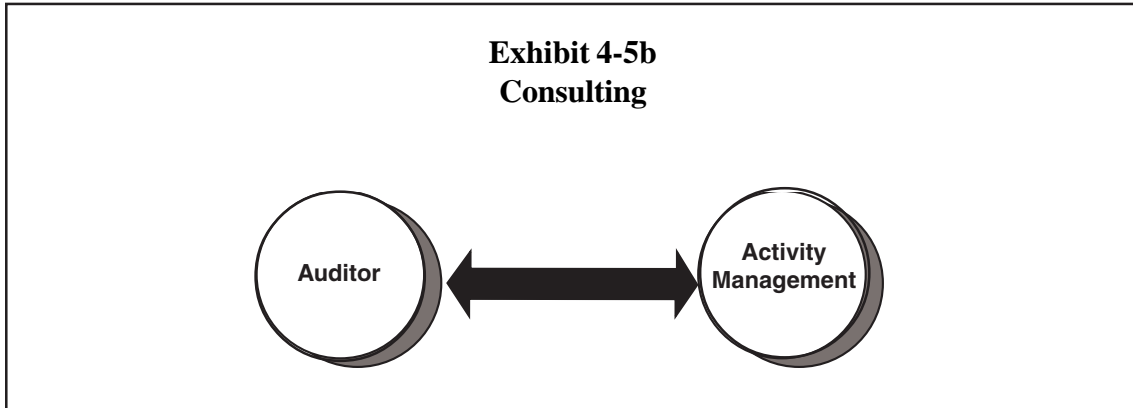 Exhibit 4-5b
Consulting
Auditor
Activity
Management